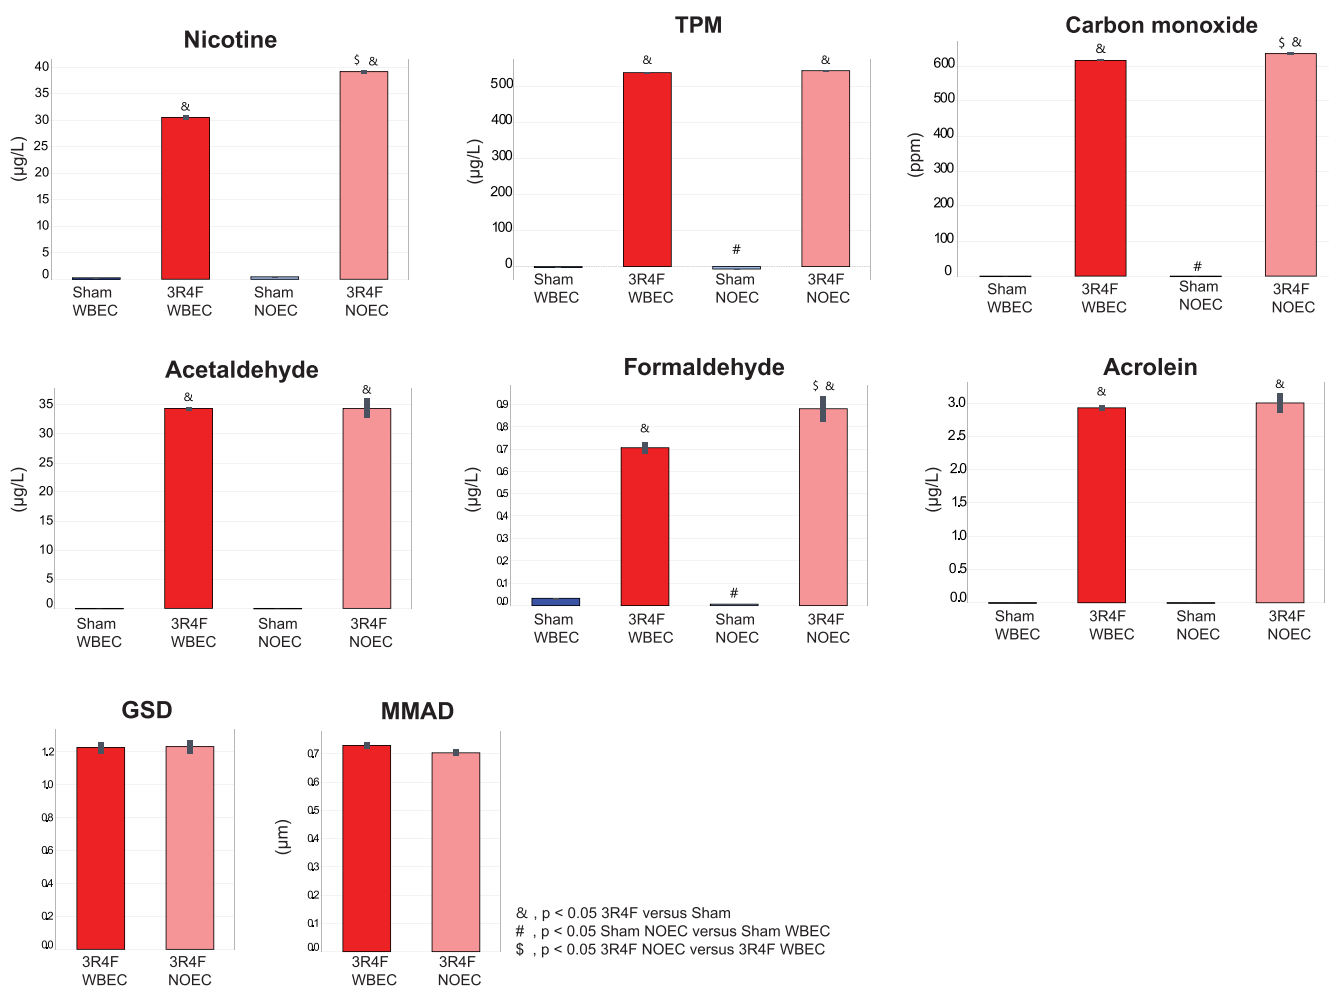 Nicotine
(µg/L)
40
35
30
25
20
15
10
5
0
&
$ &
Sham
WBEC
3R4F
WBEC
Sham
NOEC
3R4F
NOEC
TPM
(µg/L)
500
400
300
200
100
0
&
#
&
Sham
WBEC
3R4F
WBEC
Sham
NOEC
3R4F
NOEC
Carbon monoxide
(ppm)
600
500
400
300
200
100
0
&
#
$ &
Sham
WBEC
3R4F
WBEC
Sham
NOEC
3R4F
NOEC
Acetaldehyde
(µg/L)
35
30
25
20
15
10
5
0
&
&
Sham
WBEC
3R4F
WBEC
Sham
NOEC
3R4F
NOEC
Formaldehyde
(µg/L)
0.9
0.8
0.7
0.6
0.5
0.4
0.3
0.2
0.1
0.0
&
#
$ &
Sham
WBEC
3R4F
WBEC
Sham
NOEC
3R4F
NOEC
Acrolein
(µg/L)
3.0
2.5
2.0
1.5
1.0
0.5
0.0
&
&
Sham
WBEC
3R4F
WBEC
Sham
NOEC
3R4F
NOEC
GSD
1.2
1.0
0.8
0.6
0.4
0.2
0.0
3R4F
WBEC
3R4F
NOEC
MMAD
(µm)
0.7
0.6
0.5
0.4
0.3
0.2
0.1
0.0
3R4F
WBEC
3R4F
NOEC
& , p < 0.05 3R4F versus Sham
# , p < 0.05 Sham NOEC versus Sham WBEC
$ , p < 0.05 3R4F NOEC versus 3R4F WBEC